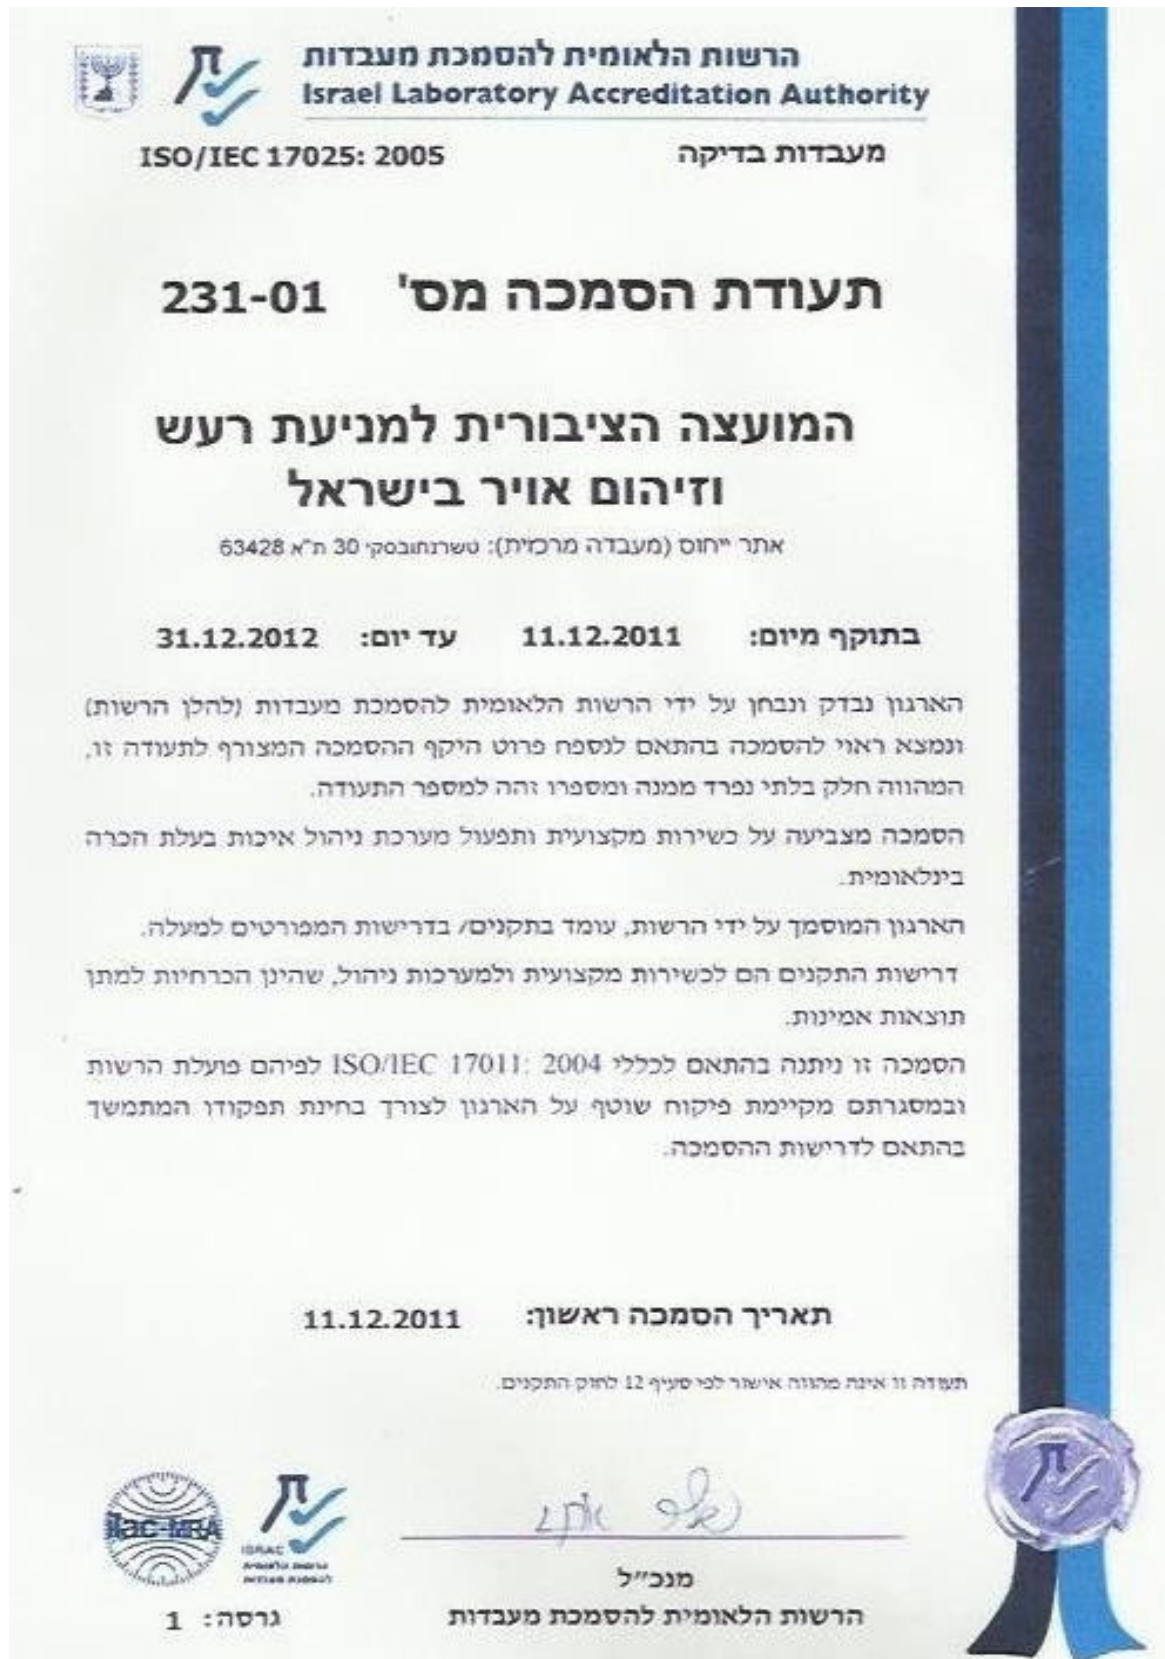 הרשות הלאומית להסמכת מעבדות
Israel Laboratory Accreditation Authority
מעבדות בדיקה ISO/IEC 17025: 2005
תעודת הסמכה מס' 231-01
המועצה הציבורית למניעת רעש
וזיהום אויר בישראל
אתר ייחוס (מעבדה מרכזית): טשרנחובסקי 30 ת"א 63428
בתוקף מיום: 11.12.2011 עד יום: 31.12.2012
הארגון נבדק ונבחן על ידי הרשות הלאומית להסמכת מעבדות (להלן הרשות)
ונמצא ראוי להסמכה בהתאם לנספח פרוט היקף ההסמכה המצורף לתעודה זו,
המהווה חלק בלתי נפרד ממנה ומספרו זהה למספר התעודה.
הסמכה מצביעה על כשירות מקצועית ותפעול מערכת ניהול איכות בעלת הכרה
בינלאומית.
הארגון המוסמך על ידי הרשות, עומד בתקנים/ בדרישות המפורטים למעלה.
דרישות התקנים הם לכשירות מקצועית ולמערכות ניהול, שהינן הכרחיות למתן
תוצאות אמינות.
הסמכה זו ניתנה בהתאם לכללי ISO/IEC 17011: 2004 לפיהם פועלת הרשות
ובמסגרתם מקיימת פיקוח שוטף על הארגון לצורך בחינת תפקודו המתמשך
בהתאם לדרישות ההסמכה.
תאריך הסמכה ראשון: 11.12.2011
תעודה זו אינה מהווה אישור לפי סעיף 12 לחוק התקנים.
ilac-MRA
ISRAC
הרשות הלאומית
להסמכת מעבדות
מנכ"ל
הרשות הלאומית להסמכת מעבדות
גרסה: 1